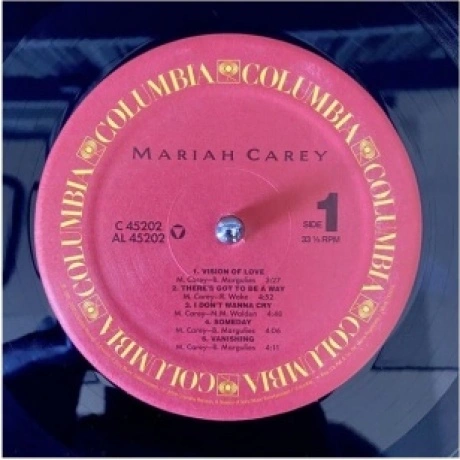 COLUMBIA COLUMBIA COLUMBIA COLUMBIA COLUMBIA COLUMBIA
MARIAH CAREY
C 45202
AL 45202
SIDE 1
33 ⅓ RPM
1. VISION OF LOVE
M. Carey—B. Margulies 3:27
2. THERE'S GOT TO BE A WAY
M. Carey—R. Wake 4:52
3. I DON'T WANNA CRY
M. Carey—N.M. Walden 4:48
4. SOMEDAY
M. Carey—B. Margulies 4:06
5. VANISHING
M. Carey—B. Margulies 4:11